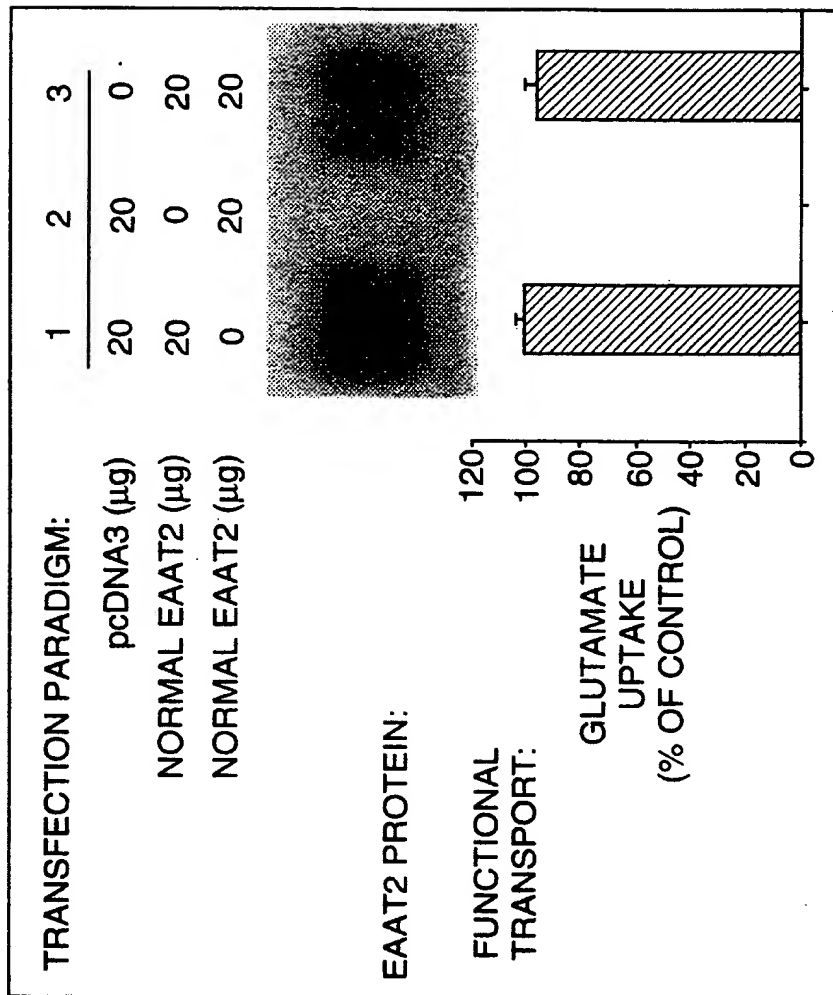 TRANSFECTION PARADIGM: 1 2 3
pcDNA3 (µg) 20 20 0
NORMAL EAAT2 (µg) 20 0 20
NORMAL EAAT2 (µg) 0 20 20
EAAT2 PROTEIN:
FUNCTIONAL
TRANSPORT:
GLUTAMATE
UPTAKE
(% OF CONTROL)
120
100
80
60
40
20
0